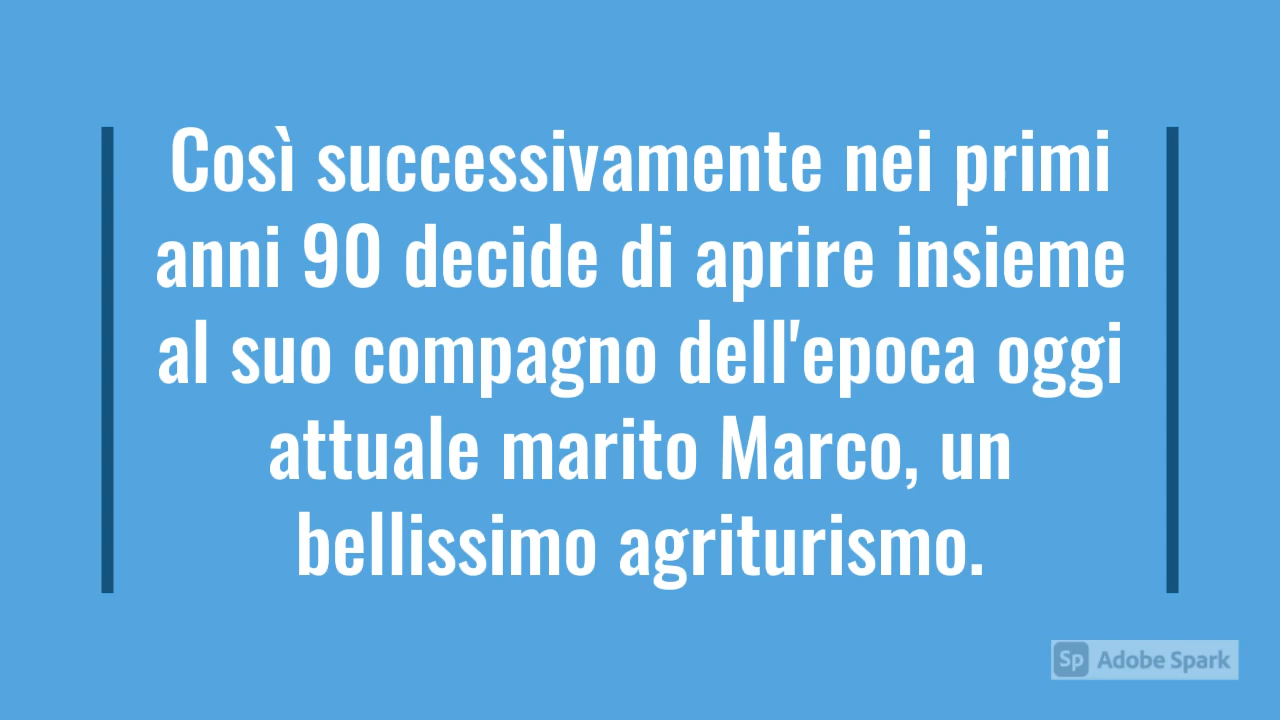 Così successivamente nei primi
anni 90 decide di aprire insieme
al suo compagno dell'epoca oggi
attuale marito Marco, un
bellissimo agriturismo.
Sp Adobe Spark